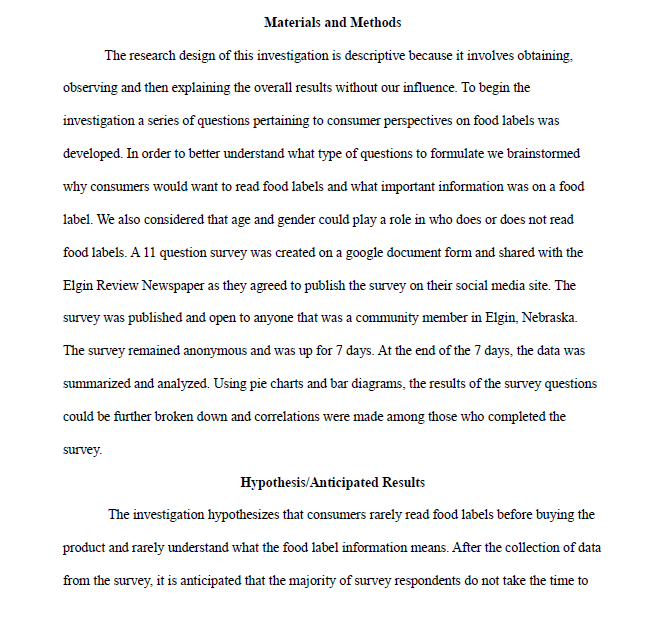 Materials and Methods
The research design of this investigation is descriptive because it involves obtaining,
observing and then explaining the overall results without our influence. To begin the
investigation a series of questions pertaining to consumer perspectives on food labels was
developed. In order to better understand what type of questions to formulate we brainstormed
why consumers would want to read food labels and what important information was on a food
label. We also considered that age and gender could play a role in who does or does not read
food labels. A 11 question survey was created on a google document form and shared with the
Elgin Review Newspaper as they agreed to publish the survey on their social media site. The
survey was published and open to anyone that was a community member in Elgin, Nebraska.
The survey remained anonymous and was up for 7 days. At the end of the 7 days, the data was
summarized and analyzed. Using pie charts and bar diagrams, the results of the survey questions
could be further broken down and correlations were made among those who completed the
survey.
Hypothesis/Anticipated Results
The investigation hypothesizes that consumers rarely read food labels before buying the
product and rarely understand what the food label information means. After the collection of data
from the survey, it is anticipated that the majority of survey respondents do not take the time to